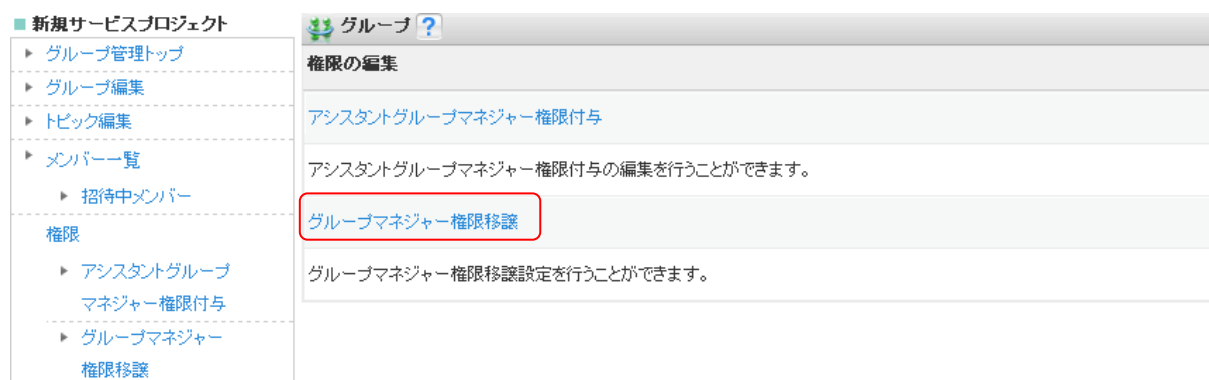 新規サービスプロジェクト
グループ管理トップ
グループ編集
トピック編集
メンバー一覧
招待中メンバー
権限
アシスタントグループ
マネジャー権限付与
グループマネジャー
権限移譲
グループ ?
権限の編集
アシスタントグループマネジャー権限付与
アシスタントグループマネジャー権限付与の編集を行うことができます。
グループマネジャー権限移譲
グループマネジャー権限移譲設定を行うことができます。